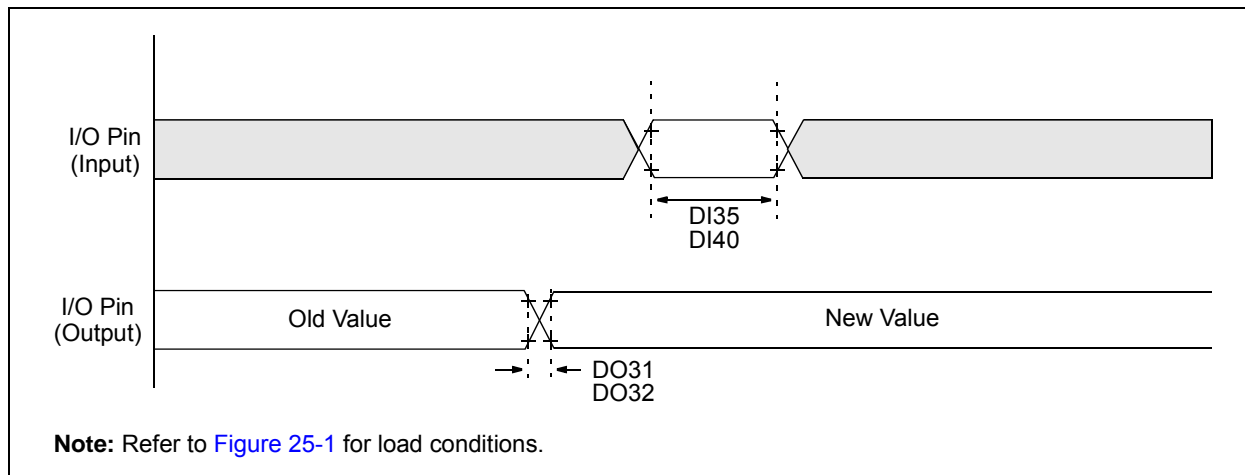 I/O Pin
(Input)
DI35
DI40
I/O Pin
(Output)
Old Value
New Value
DO31
DO32
Note: Refer to Figure 25-1 for load conditions.